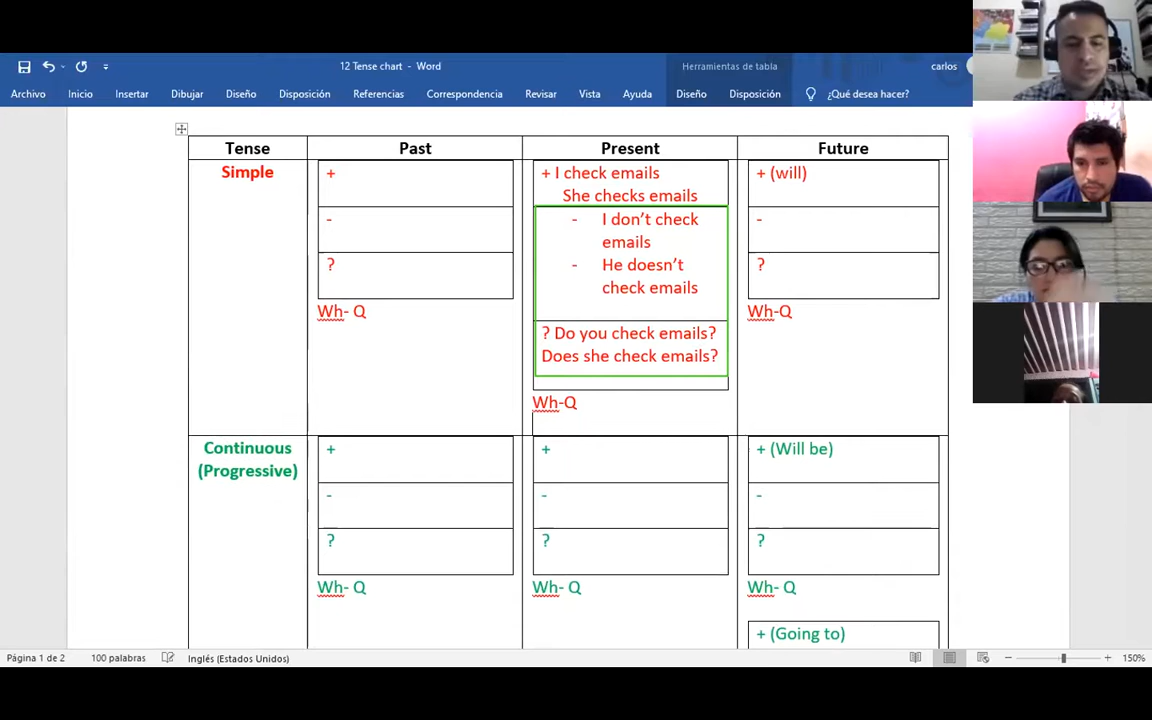 12 Tense chart - Word
Herramientas de tabla
carlos
Archivo Inicio Insertar Dibujar Diseño Disposición Referencias Correspondencia Revisar Vista Ayuda Diseño Disposición ¿Qué desea hacer?
Tense Past Present Future
Simple
+
-
?
Wh- Q
+ I check emails
She checks emails
- I don't check
emails
- He doesn't
check emails
? Do you check emails?
Does she check emails?
Wh-Q
+ (will)
-
?
Wh-Q
Continuous
(Progressive)
+
-
?
Wh- Q
+
-
?
Wh- Q
+ (Will be)
-
?
Wh- Q
+ (Going to)
Página 1 de 2 100 palabras Inglés (Estados Unidos) 150%